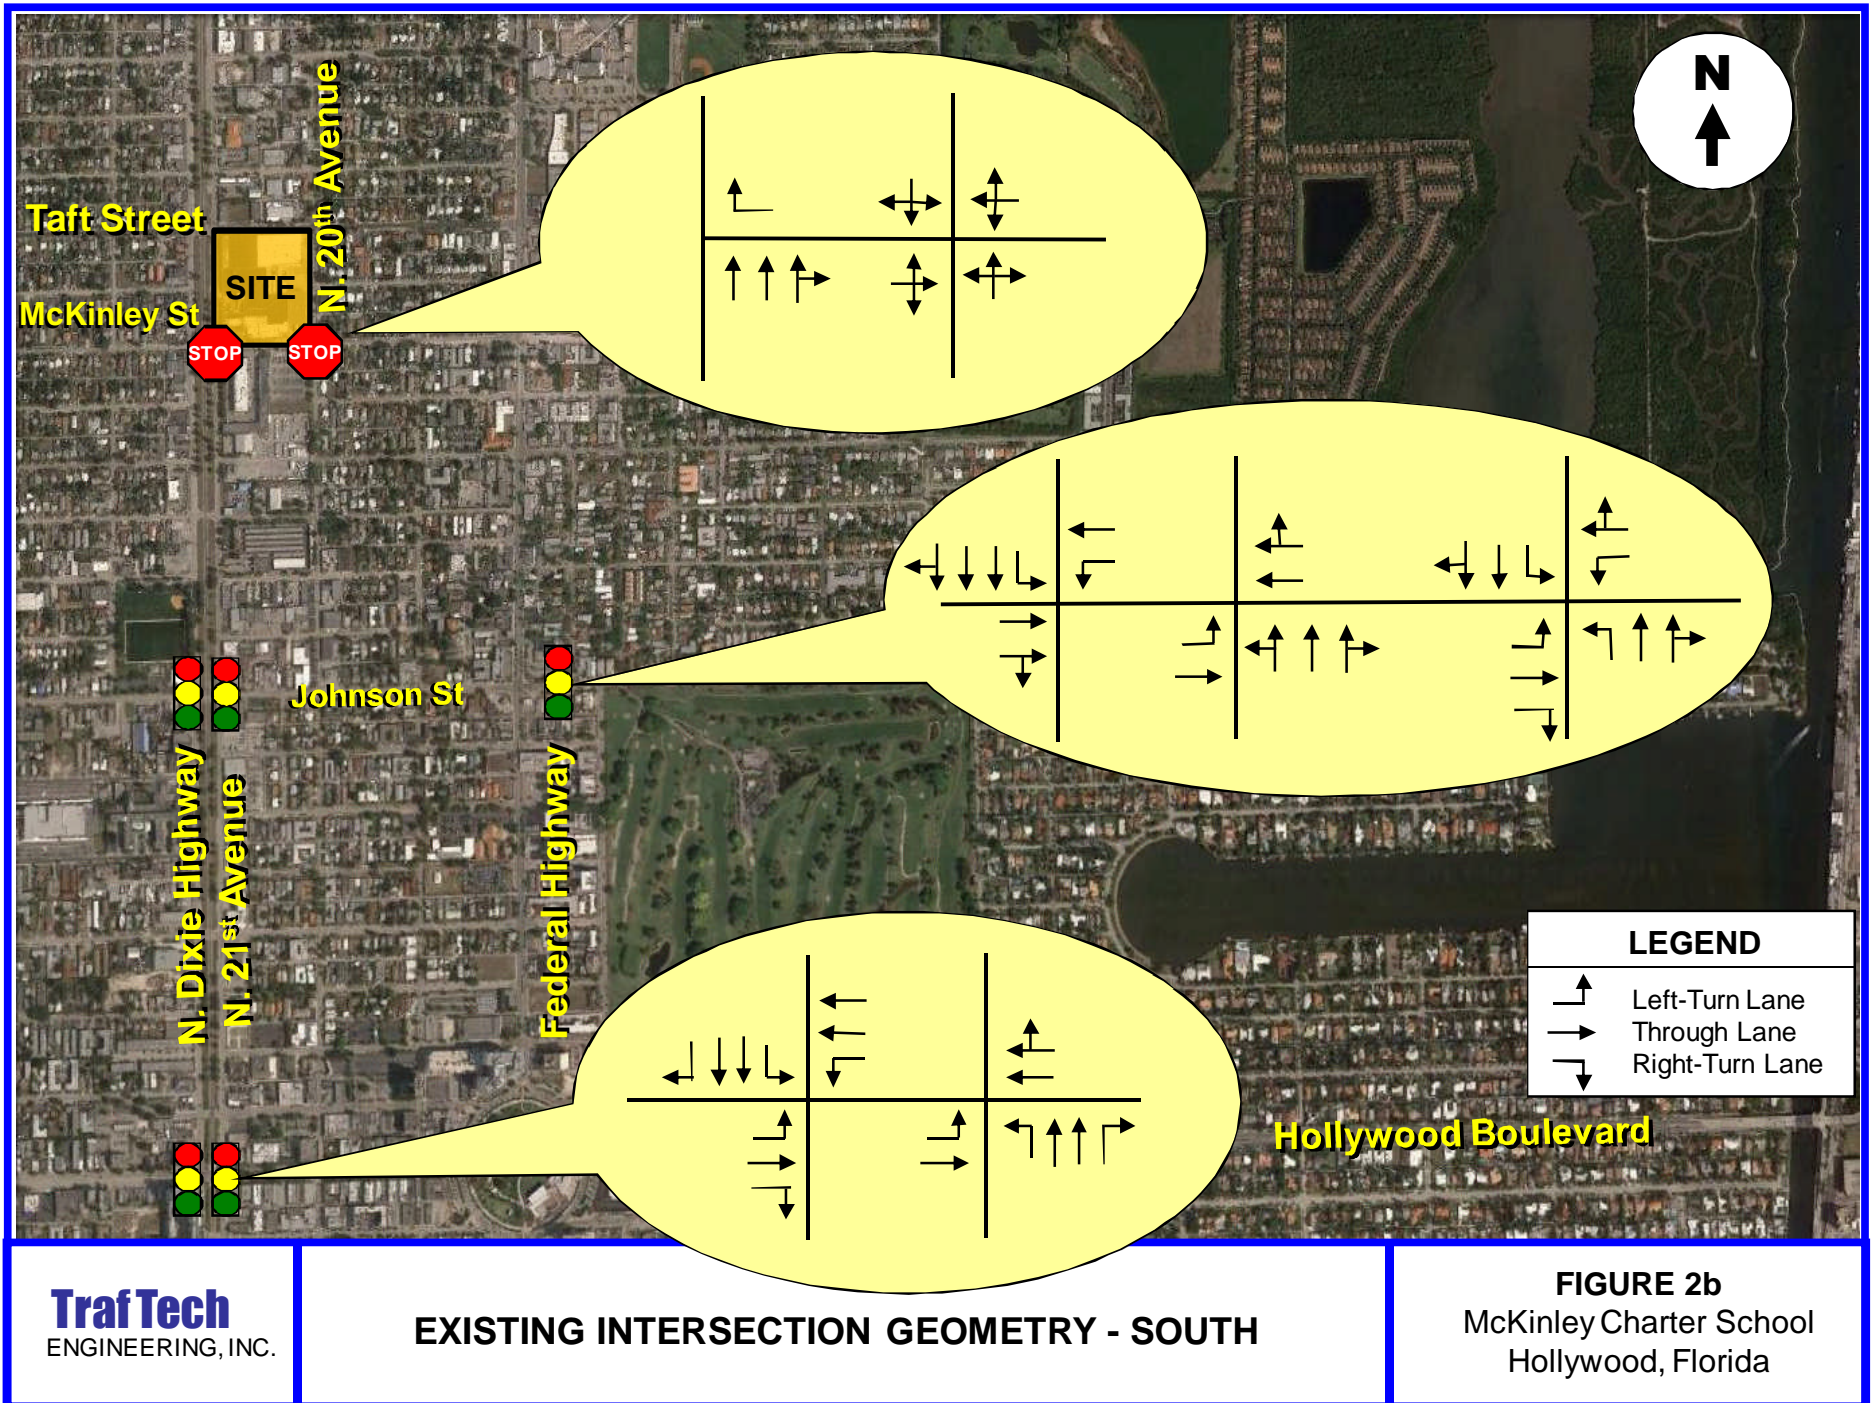 N
N. 20th Avenue
Taft Street
SITE
McKinley St
STOP
STOP
Johnson St
N. Dixie Highway
N. 21st Avenue
Federal Highway
LEGEND
Left-Turn Lane
Through Lane
Right-Turn Lane
Hollywood Boulevard
Traf Tech
ENGINEERING, INC.
EXISTING INTERSECTION GEOMETRY - SOUTH
FIGURE 2b
McKinley Charter School
Hollywood, Florida